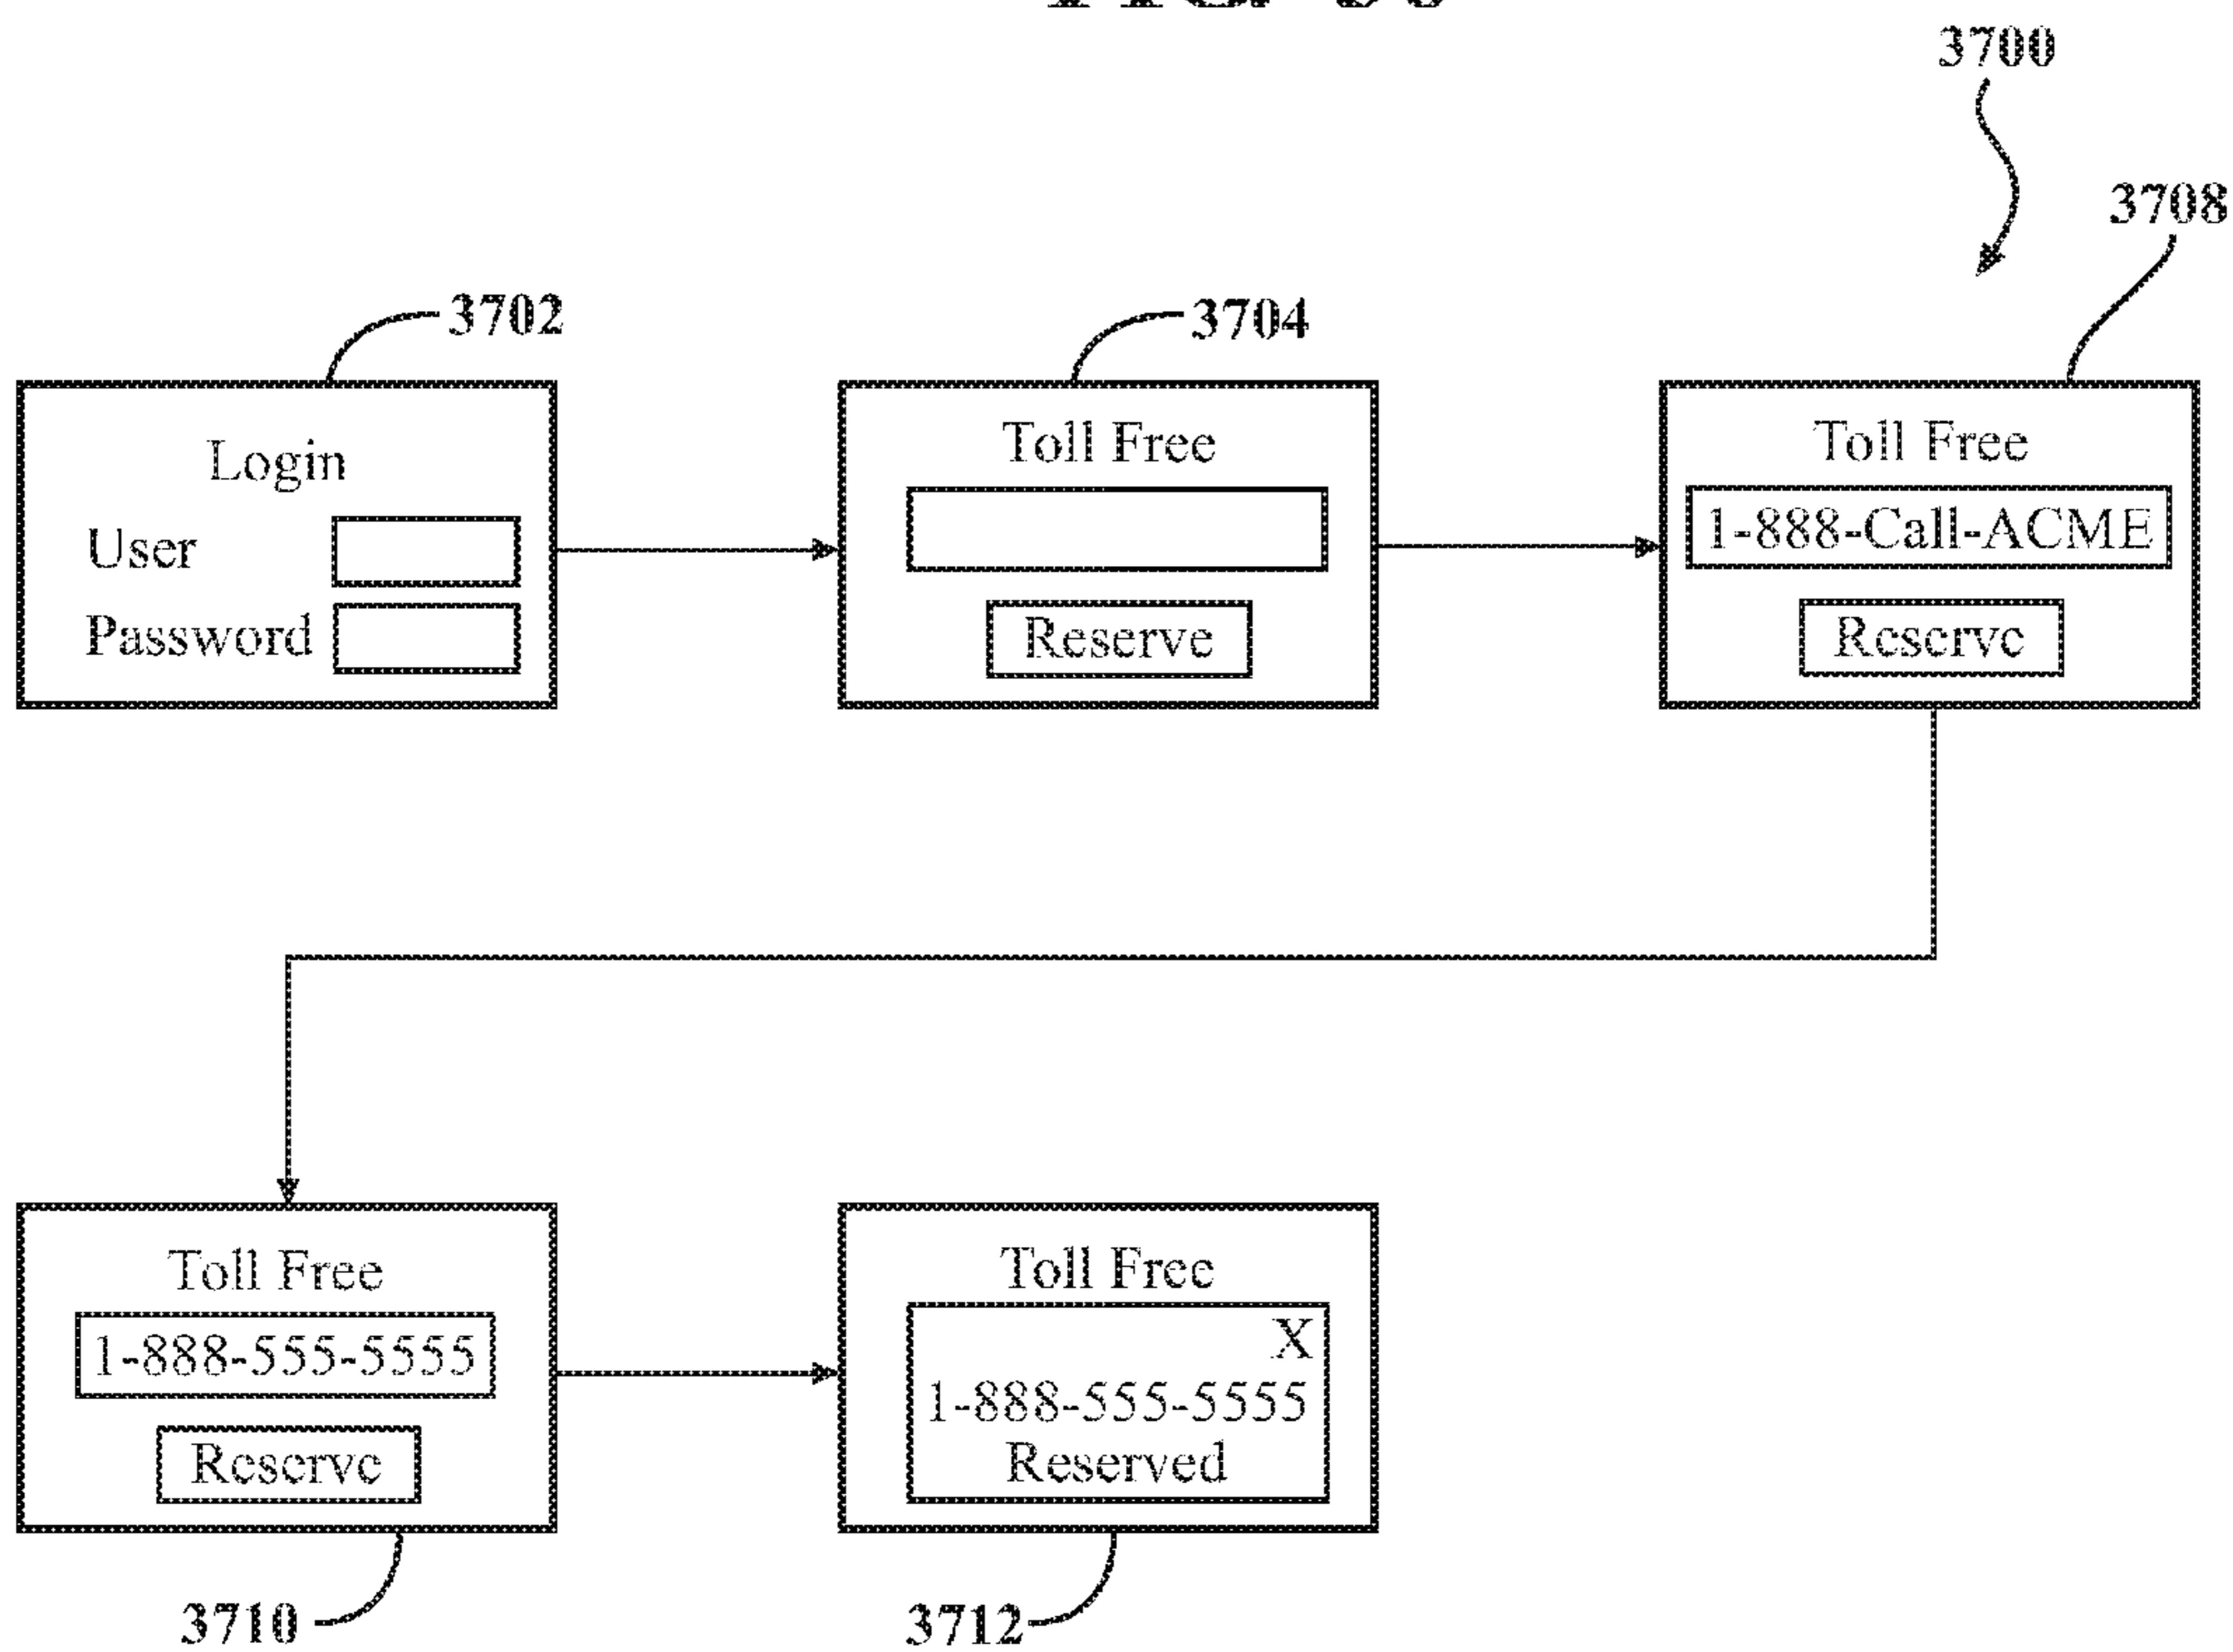 3700
3708
3702
3704
Login
User
Password
Toll Free
Reserve
Toll Free
1-888-Call-ACME
Reserve
Toll Free
1-888-555-5555
Reserve
Toll Free
X
1-888-555-5555
Reserved
3710
3712